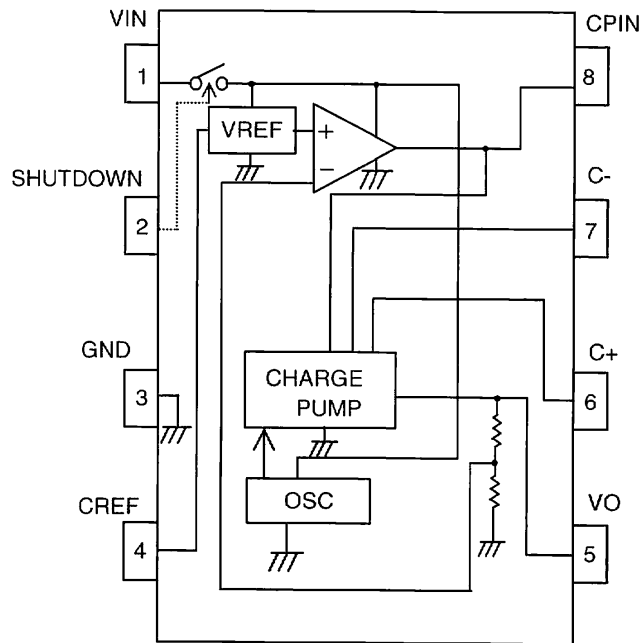 VIN
1
SHUTDOWN
2
GND
3
CREF
4
CPIN
8
C-
7
C+
6
VO
5
VREF
+
−
CHARGE
PUMP
OSC